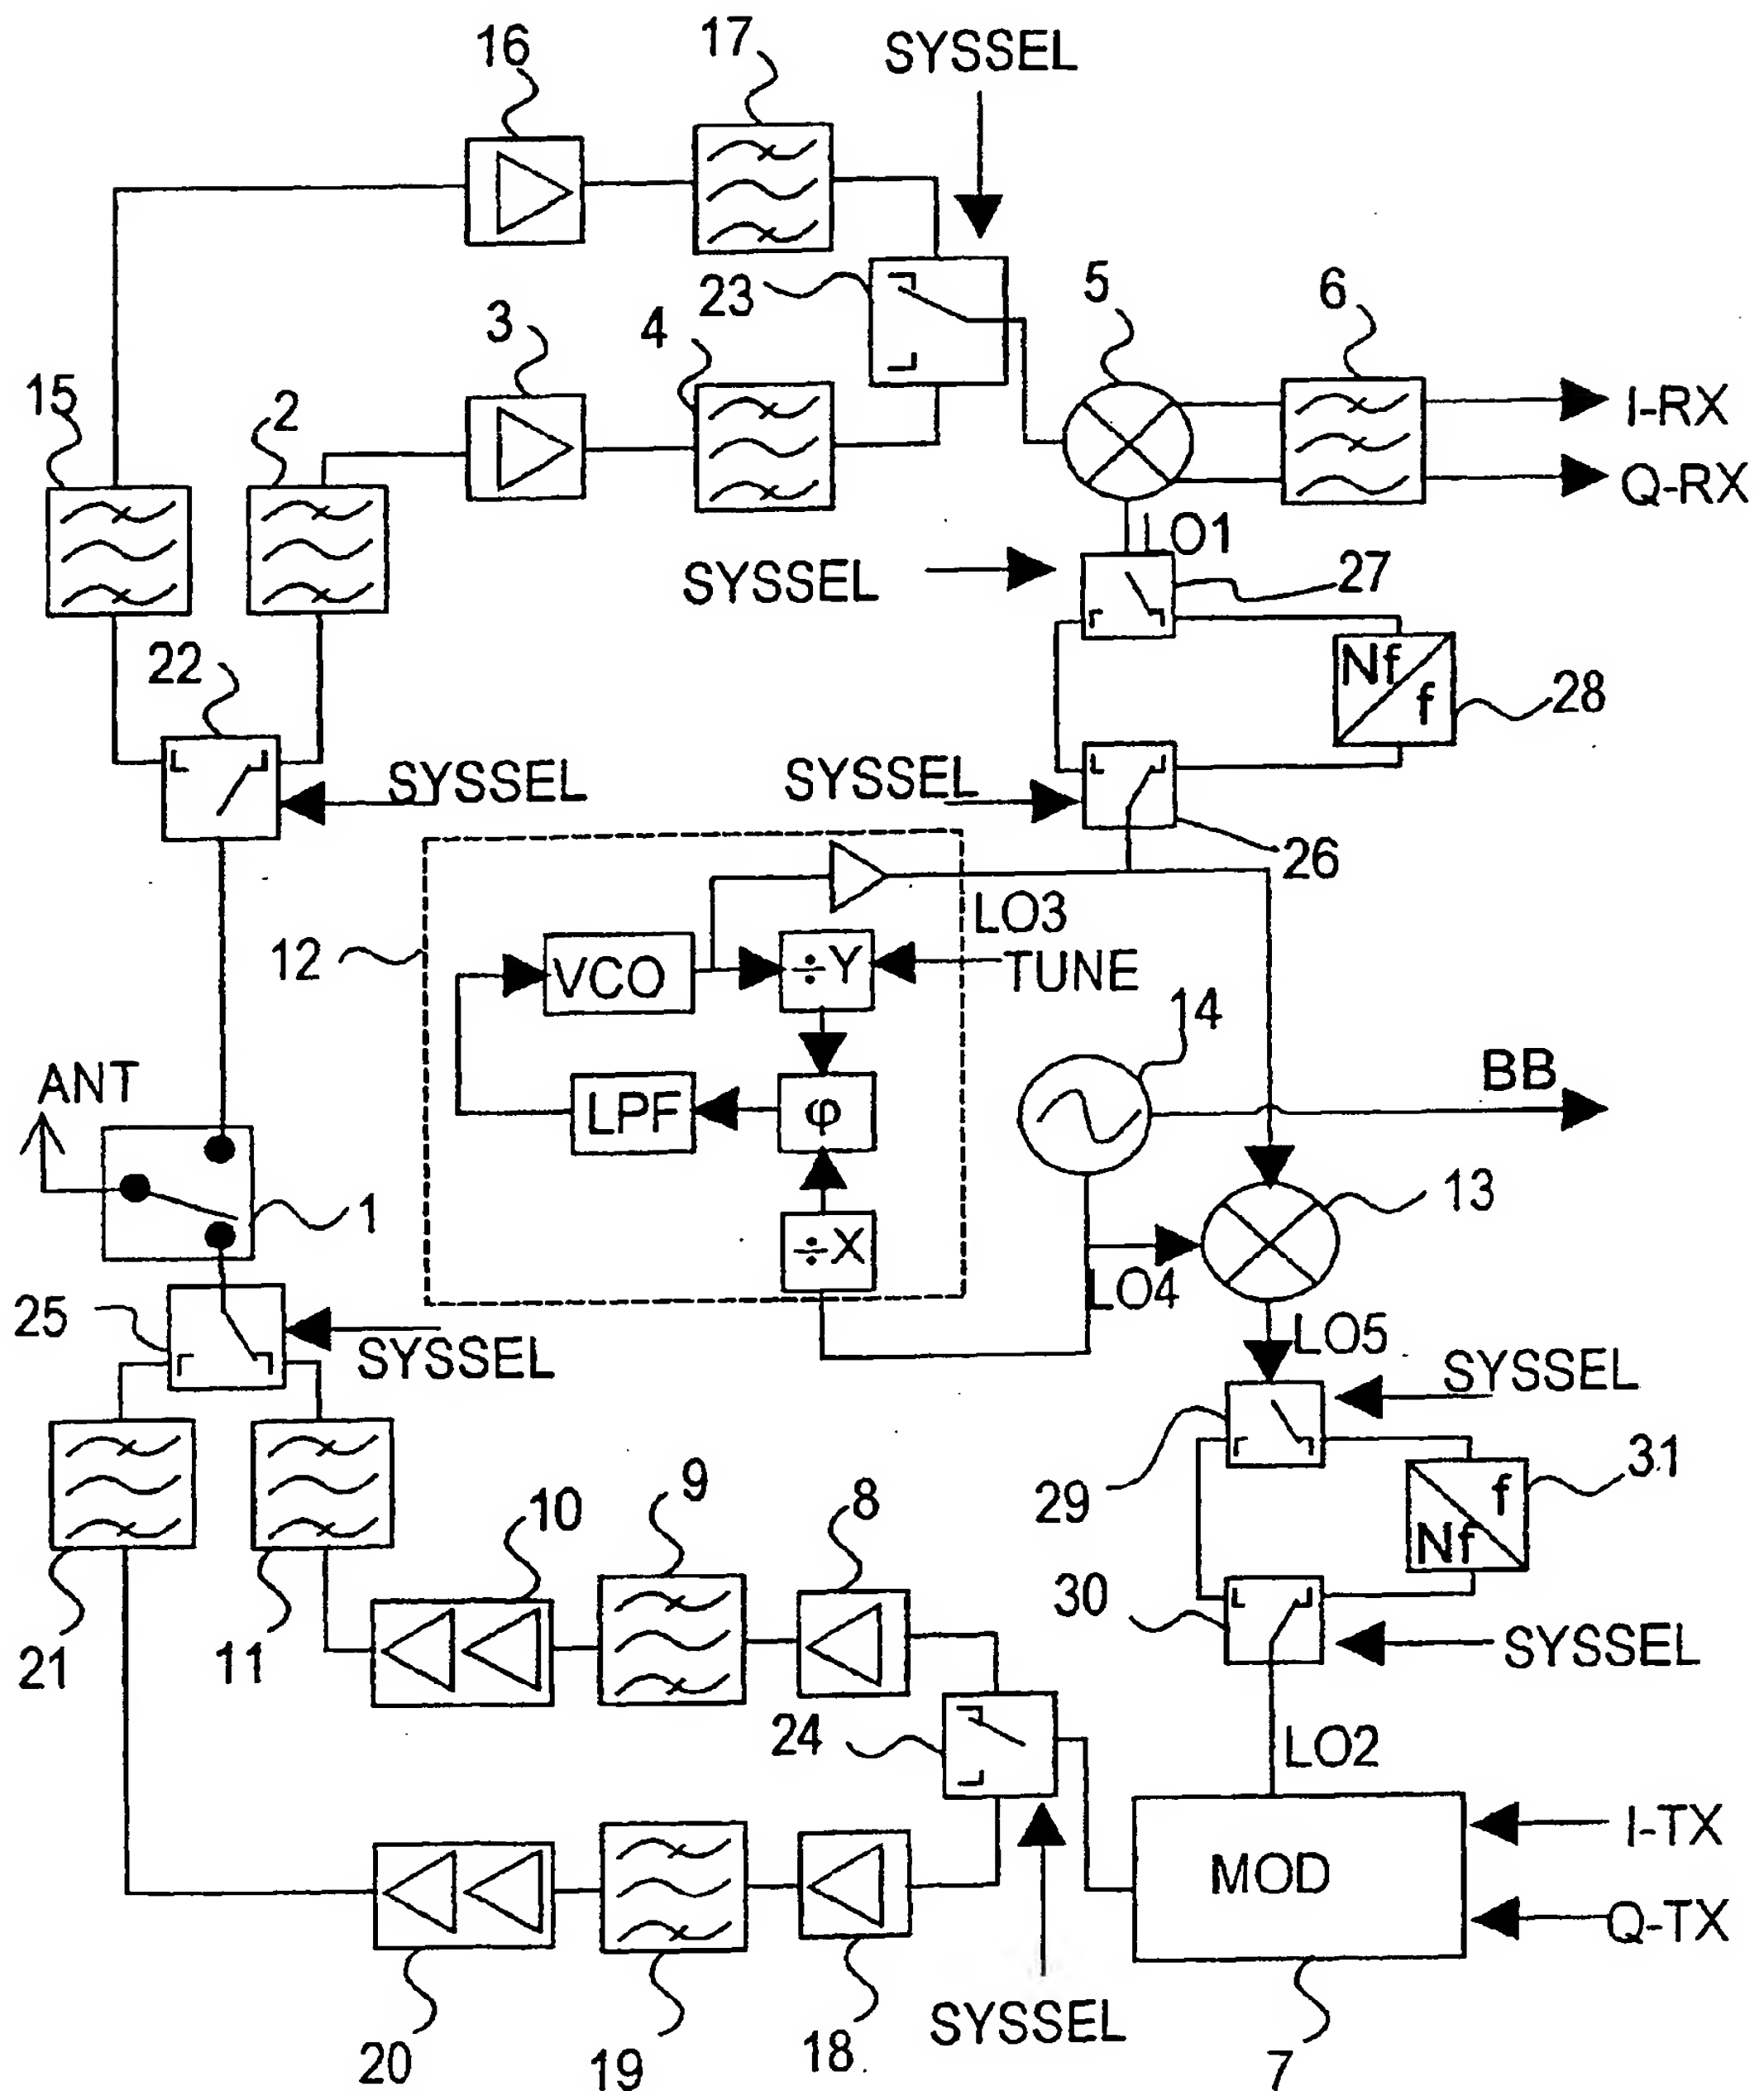 16
17
SYSSEL
23
5
6
3
4
15
2
I-RX
Q-RX
LO1
SYSSEL
27
22
Nf
f
28
SYSSEL
SYSSEL
26
LO3
12
VCO
÷Y
TUNE
14
ANT
LPF
φ
BB
1
13
÷X
LO4
25
SYSSEL
LO5
SYSSEL
29
f
Nf
31
10
9
8
30
21
11
SYSSEL
24
LO2
MOD
I-TX
Q-TX
20
19
18
SYSSEL
7